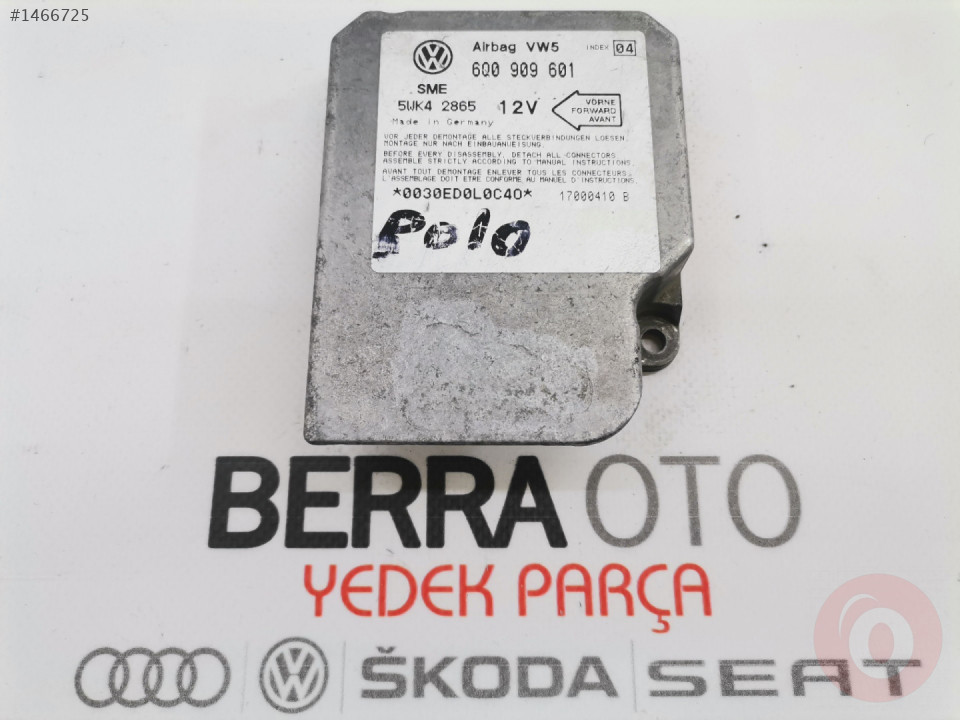 #1466725
Airbag VW5 INDEX 04
6Q0 909 601
SME
5WK4 2865 12V
VORNE
FORWARD
AVANT
Made in Germany
VOR JEDER DEMONTAGE ALLE STECKVERBINDUNGEN LOESEN.
MONTAGE NUR NACH EINBAUANWEISUNG.
BEFORE EVERY DISASSEMBLY, DETACH ALL CONNECTORS
ASSEMBLE STRICTLY ACCORDING TO MANUAL INSTRUCTIONS.
AVANT TOUT DEMONTAGE ENLEVER TOUS LES CONNECTEURS.
L'ASSEMBLAGE DOIT ETRE CONFORME AU MANUEL D'INSTRUCTIONS
*0030ED0L0C40* 17000410 B
Polo
BERRA OTO
YEDEK PARÇA
ŠKODA SEAT